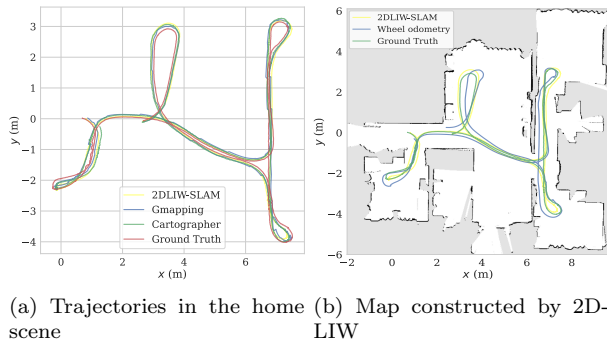 3
2
1
0
−1
−2
−3
−4
y (m)
0
2
4
6
x (m)
2DLIW-SLAM
Gmapping
Cartographer
Ground Truth
6
4
2
0
−2
−4
−6
y (m)
−2
0
2
4
6
8
x (m)
2DLIW-SLAM
Wheel odometry
Ground Truth
(a) Trajectories in the home
scene
(b) Map constructed by 2D-
LIW